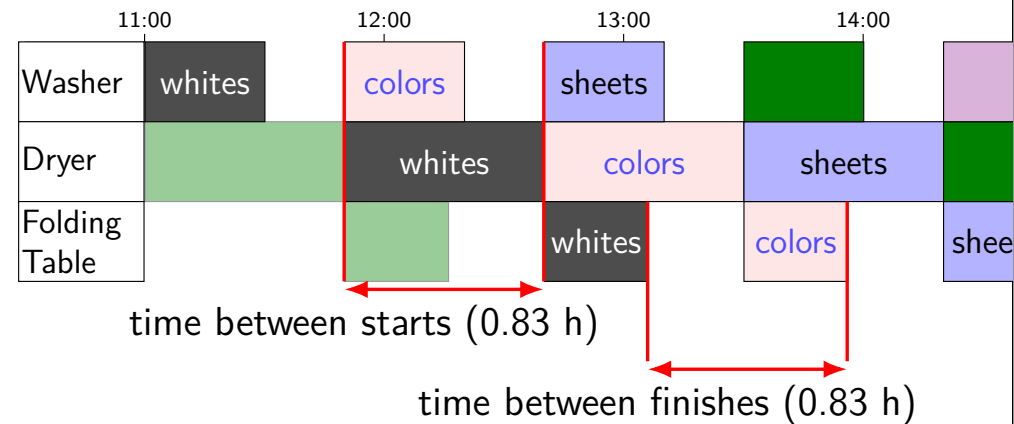 11:00 12:00 13:00 14:00
Washer whites colors sheets
Dryer whites colors sheets
Folding whites colors shee
Table
time between starts (0.83 h)
time between finishes (0.83 h)